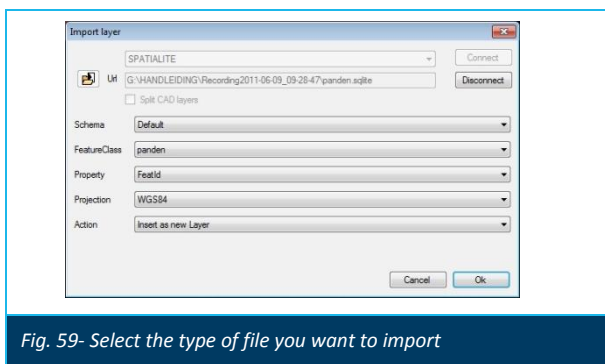 Import layer
SPATIALITE
Connect
Url
G:\HANDLEIDING\Recording2011-06-09_09-28-47\panden.sqlite
Disconnect
Split CAD layers
Schema
Default
FeatureClass
panden
Property
FeatId
Projection
WGS84
Action
Insert as new Layer
Cancel
Ok
Fig. 59- Select the type of file you want to import